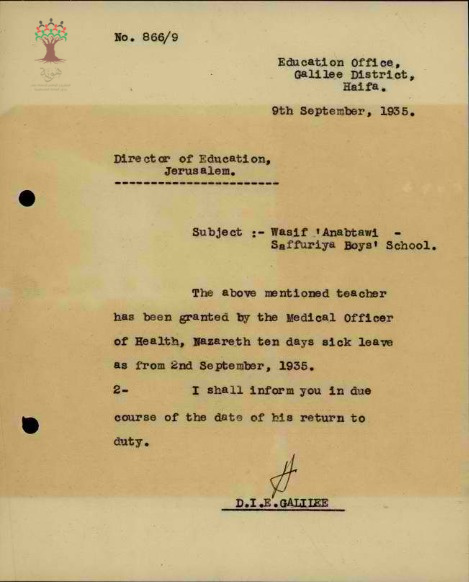 No. 866/9
Education Office,
Galilee District,
Haifa.
9th September, 1935.
Director of Education,
Jerusalem.
Subject :- Wasif 'Anabtawi -
Saffuriya Boys' School.
The above mentioned teacher
has been granted by the Medical Officer
of Health, Nazareth ten days sick leave
as from 2nd September, 1935.
2- I shall inform you in due
course of the date of his return to
duty.
D.I.E.GALILEE